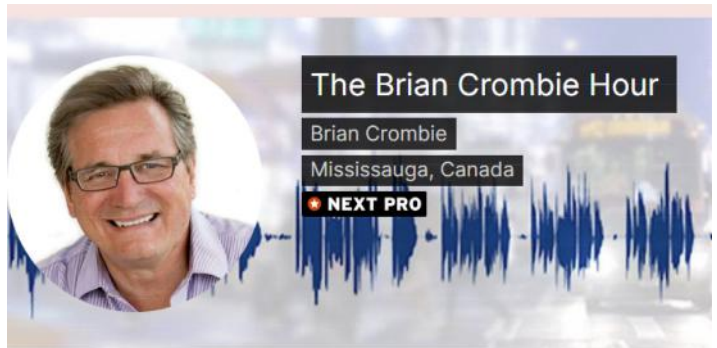 The Brian Crombie Hour
Brian Crombie
Mississauga, Canada
NEXT PRO